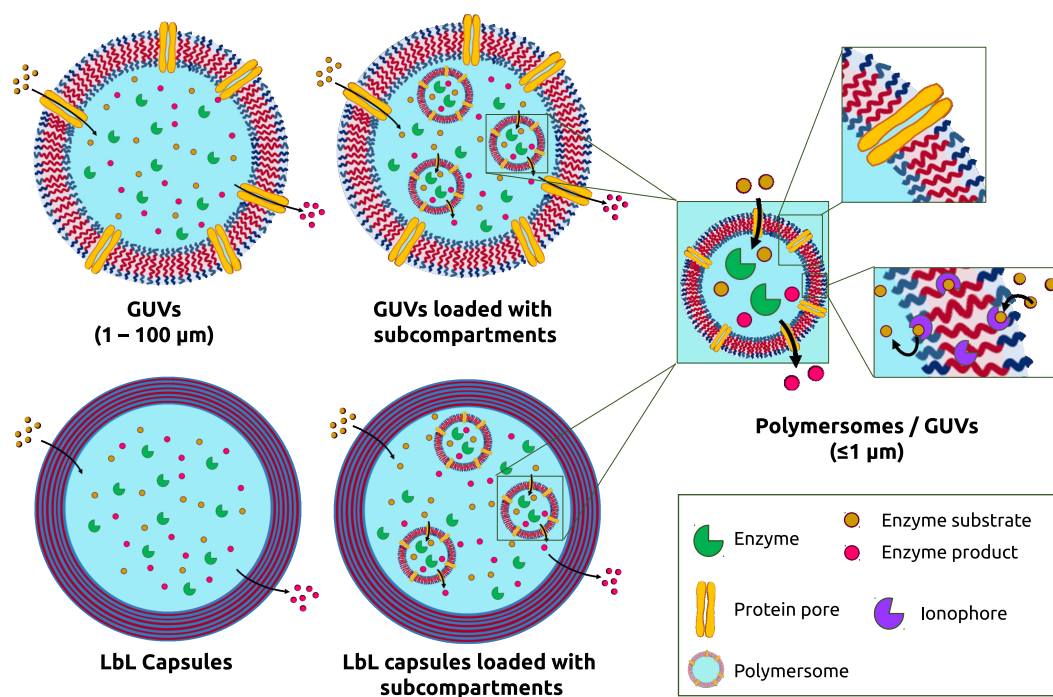 GUVs
(1 – 100 μm)
GUVs loaded with
subcompartments
Polymersomes / GUVs
(≤1 μm)
LbL Capsules
LbL capsules loaded with
subcompartments
Enzyme
Enzyme substrate
Enzyme product
Protein pore
Ionophore
Polymersome